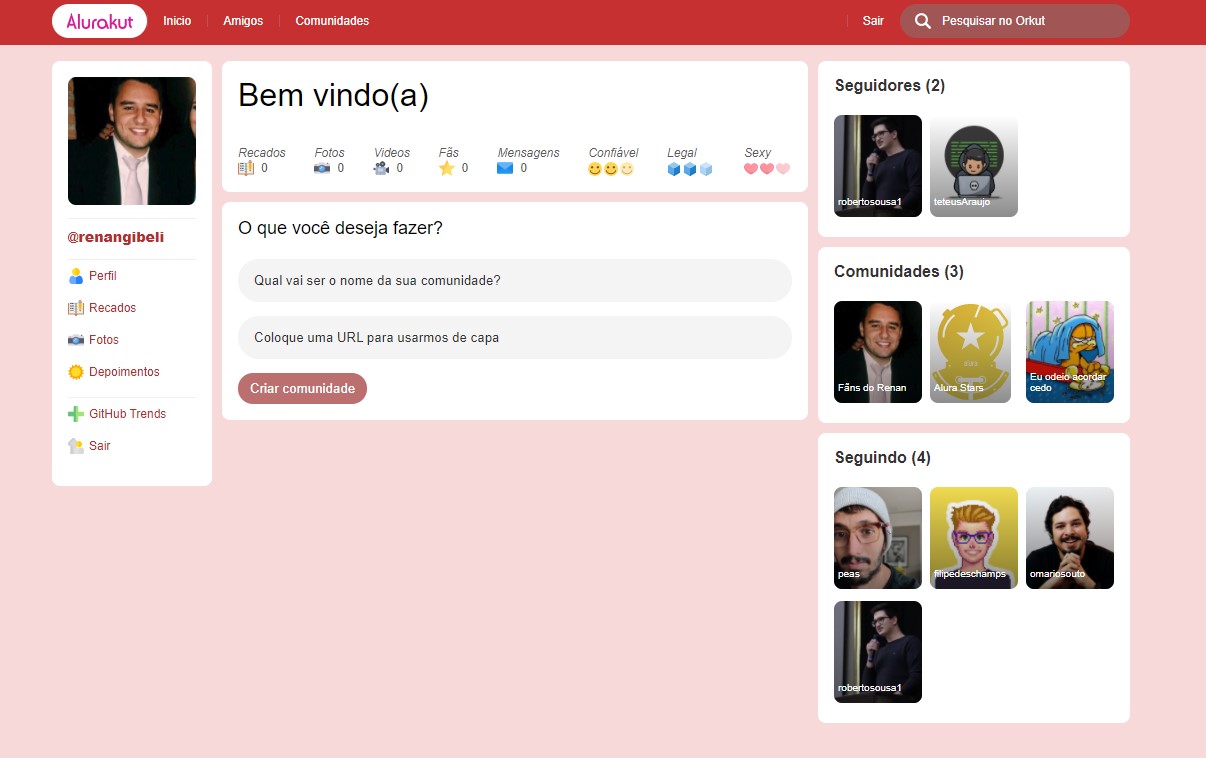 Alurakut
Inicio
Amigos
Comunidades
Sair
Pesquisar no Orkut
@renangibeli
Perfil
Recados
Fotos
Depoimentos
GitHub Trends
Sair
Bem vindo(a)
Recados Fotos Videos Fãs Mensagens Confiável Legal Sexy
0 0 0 0 0
O que você deseja fazer?
Qual vai ser o nome da sua comunidade?
Coloque uma URL para usarmos de capa
Criar comunidade
Seguidores (2)
robertosousa1
teteusAraujo
Comunidades (3)
Fãns do Renan
alura
Alura Stars
Eu odeio acordar
cedo
Seguindo (4)
peas
filipedeschamps
omariosouto
robertosousa1